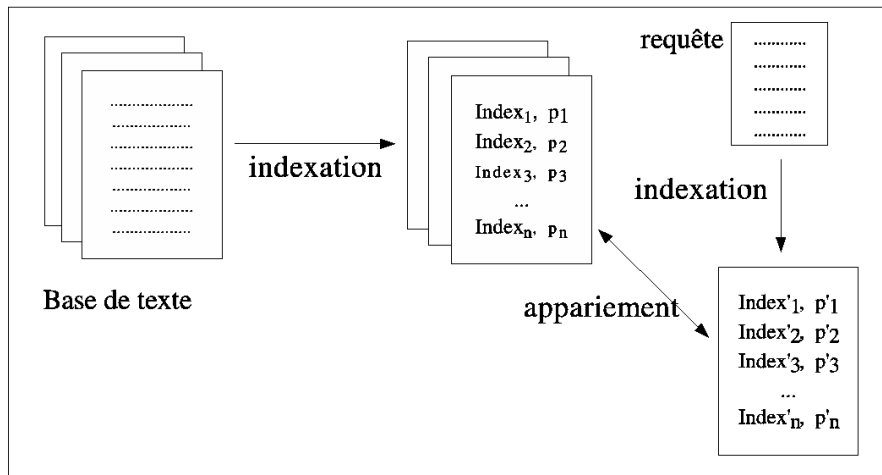 Base de texte
indexation
Index1, p1
Index2, p2
Index3, p3
...
Indexn, pn
requête
indexation
appariement
Index'1, p'1
Index'2, p'2
Index'3, p'3
...
Index'n, p'n